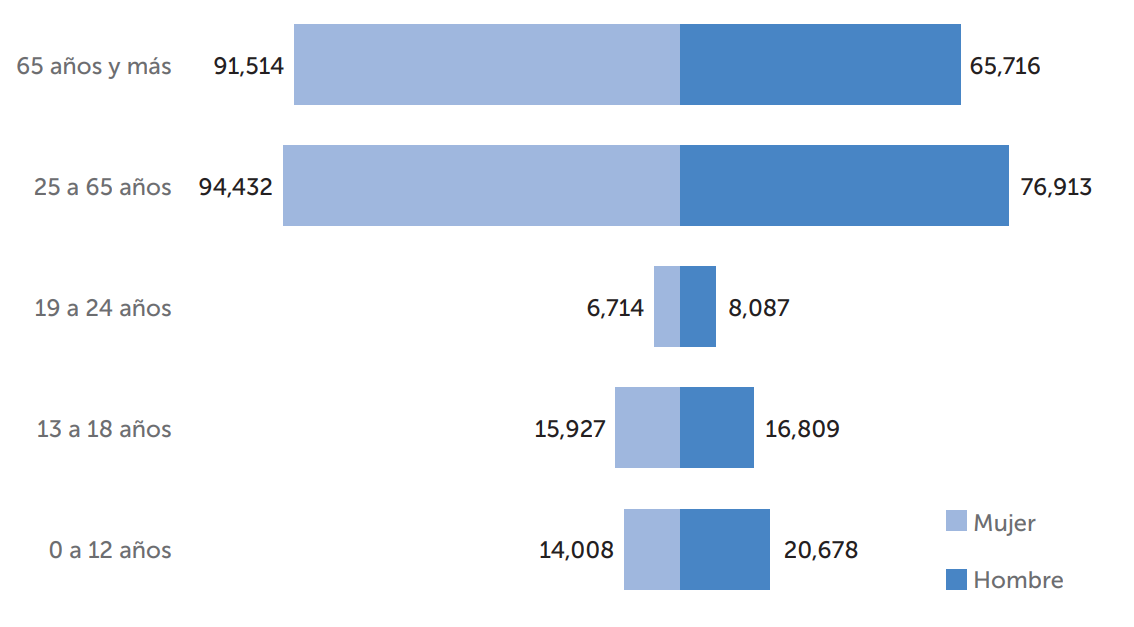 65 años y más 91,514 65,716
25 a 65 años 94,432 76,913
19 a 24 años 6,714 8,087
13 a 18 años 15,927 16,809
0 a 12 años 14,008 20,678
Mujer
Hombre